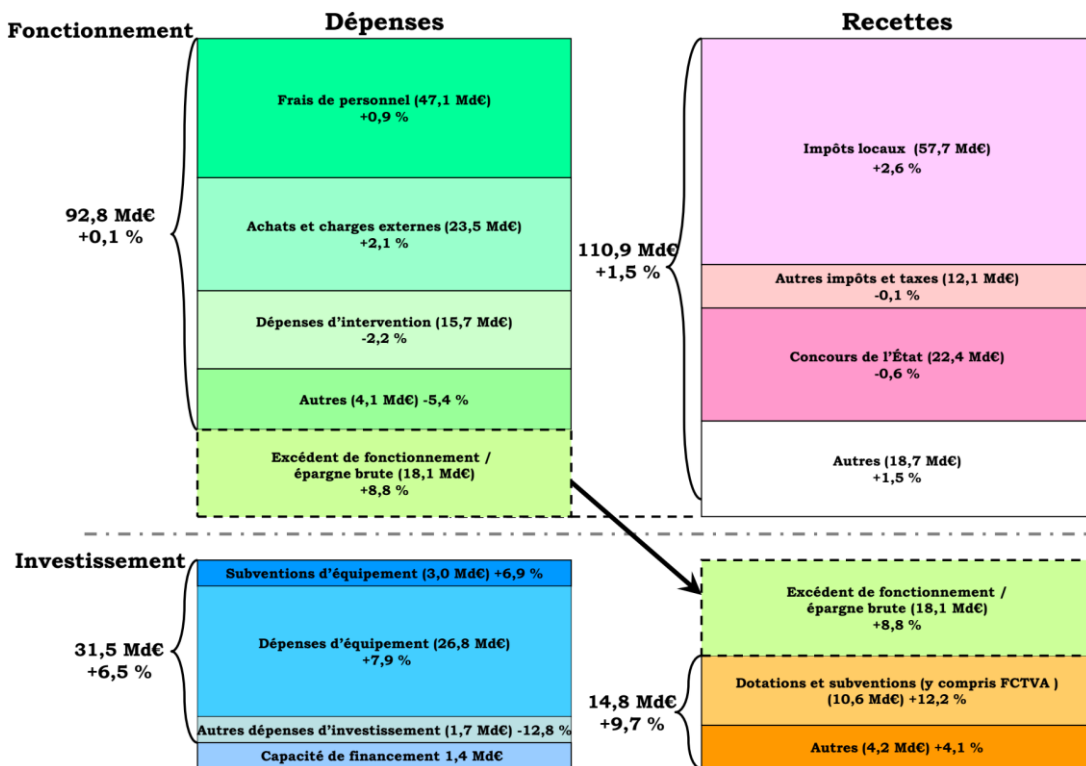 Dépenses
Recettes
Fonctionnement
Frais de personnel (47,1 Md€)
+0,9 %
Achats et charges externes (23,5 Md€)
+2,1 %
Dépenses d'intervention (15,7 Md€)
-2,2 %
Autres (4,1 Md€) -5,4 %
Excédent de fonctionnement /
épargne brute (18,1 Md€)
+8,8 %
92,8 Md€
+0,1 %
Impôts locaux (57,7 Md€)
+2,6 %
Autres impôts et taxes (12,1 Md€)
-0,1 %
Concours de l'État (22,4 Md€)
-0,6 %
Autres (18,7 Md€)
+1,5 %
110,9 Md€
+1,5 %
Investissement
Subventions d'équipement (3,0 Md€) +6,9 %
Dépenses d'équipement (26,8 Md€)
+7,9 %
Autres dépenses d'investissement (1,7 Md€) -12,8 %
Capacité de financement 1,4 Md€
31,5 Md€
+6,5 %
Excédent de fonctionnement /
épargne brute (18,1 Md€)
+8,8 %
Dotations et subventions (y compris FCTVA )
(10,6 Md€) +12,2 %
Autres (4,2 Md€) +4,1 %
14,8 Md€
+9,7 %